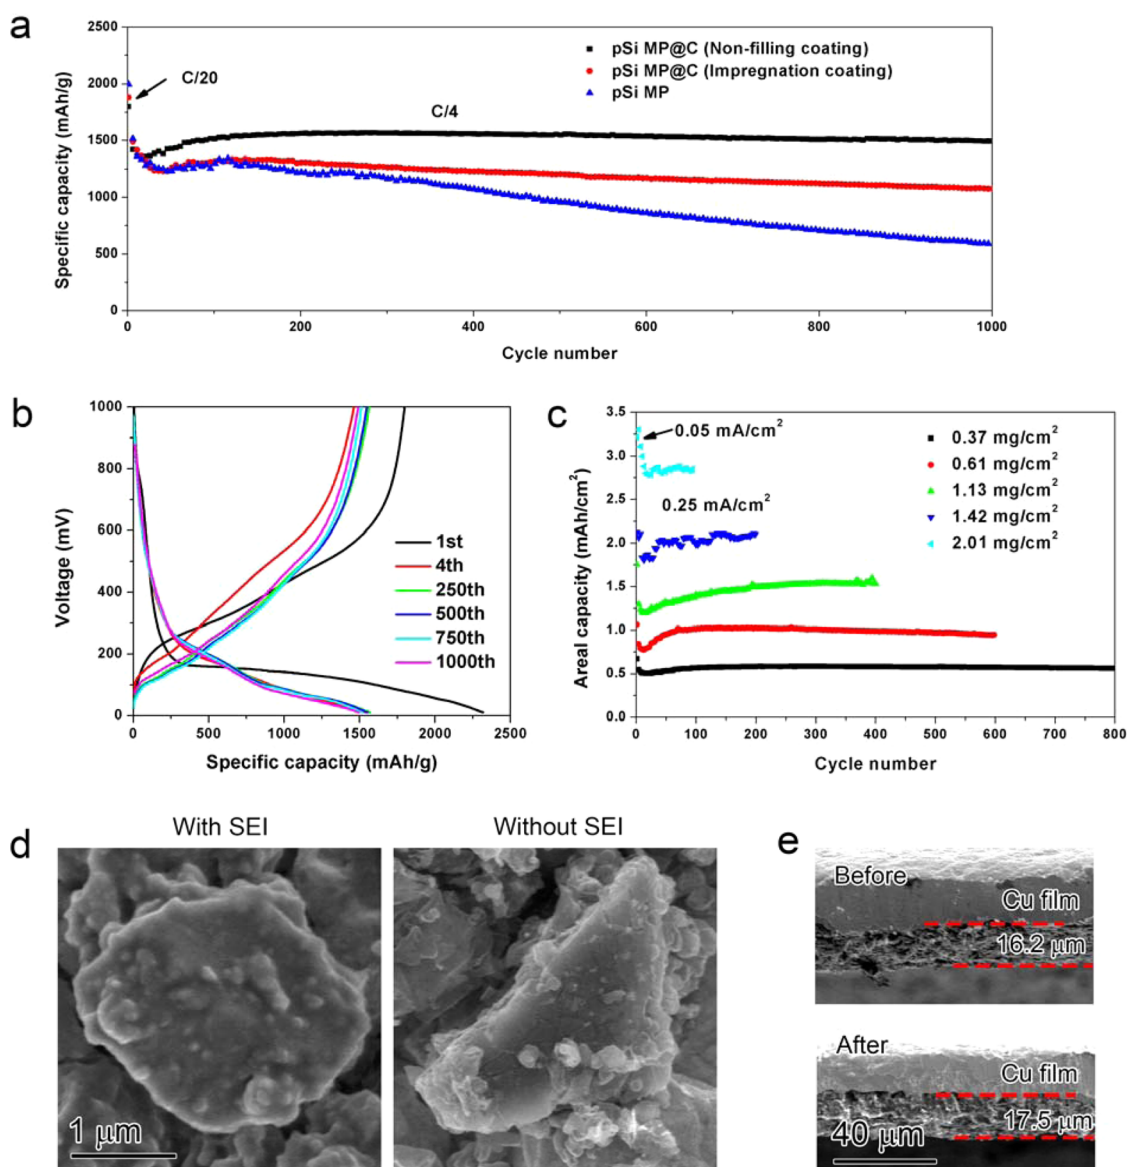 a
2500
2000
1500
1000
500
0
Specific capacity (mAh/g)
C/20
C/4
pSi MP@C (Non-filling coating)
pSi MP@C (Impregnation coating)
pSi MP
0 200 400 600 800 1000
Cycle number
b
1000
800
600
400
200
0
Voltage (mV)
1st
4th
250th
500th
750th
1000th
0 500 1000 1500 2000 2500
Specific capacity (mAh/g)
c
3.5
3.0
2.5
2.0
1.5
1.0
0.5
0.0
Areal capacity (mAh/cm²)
0.05 mA/cm²
0.25 mA/cm²
0.37 mg/cm²
0.61 mg/cm²
1.13 mg/cm²
1.42 mg/cm²
2.01 mg/cm²
0 100 200 300 400 500 600 700 800
Cycle number
d
With SEI
Without SEI
1 μm
e
Before
Cu film
16.2 μm
After
Cu film
17.5 μm
40 μm